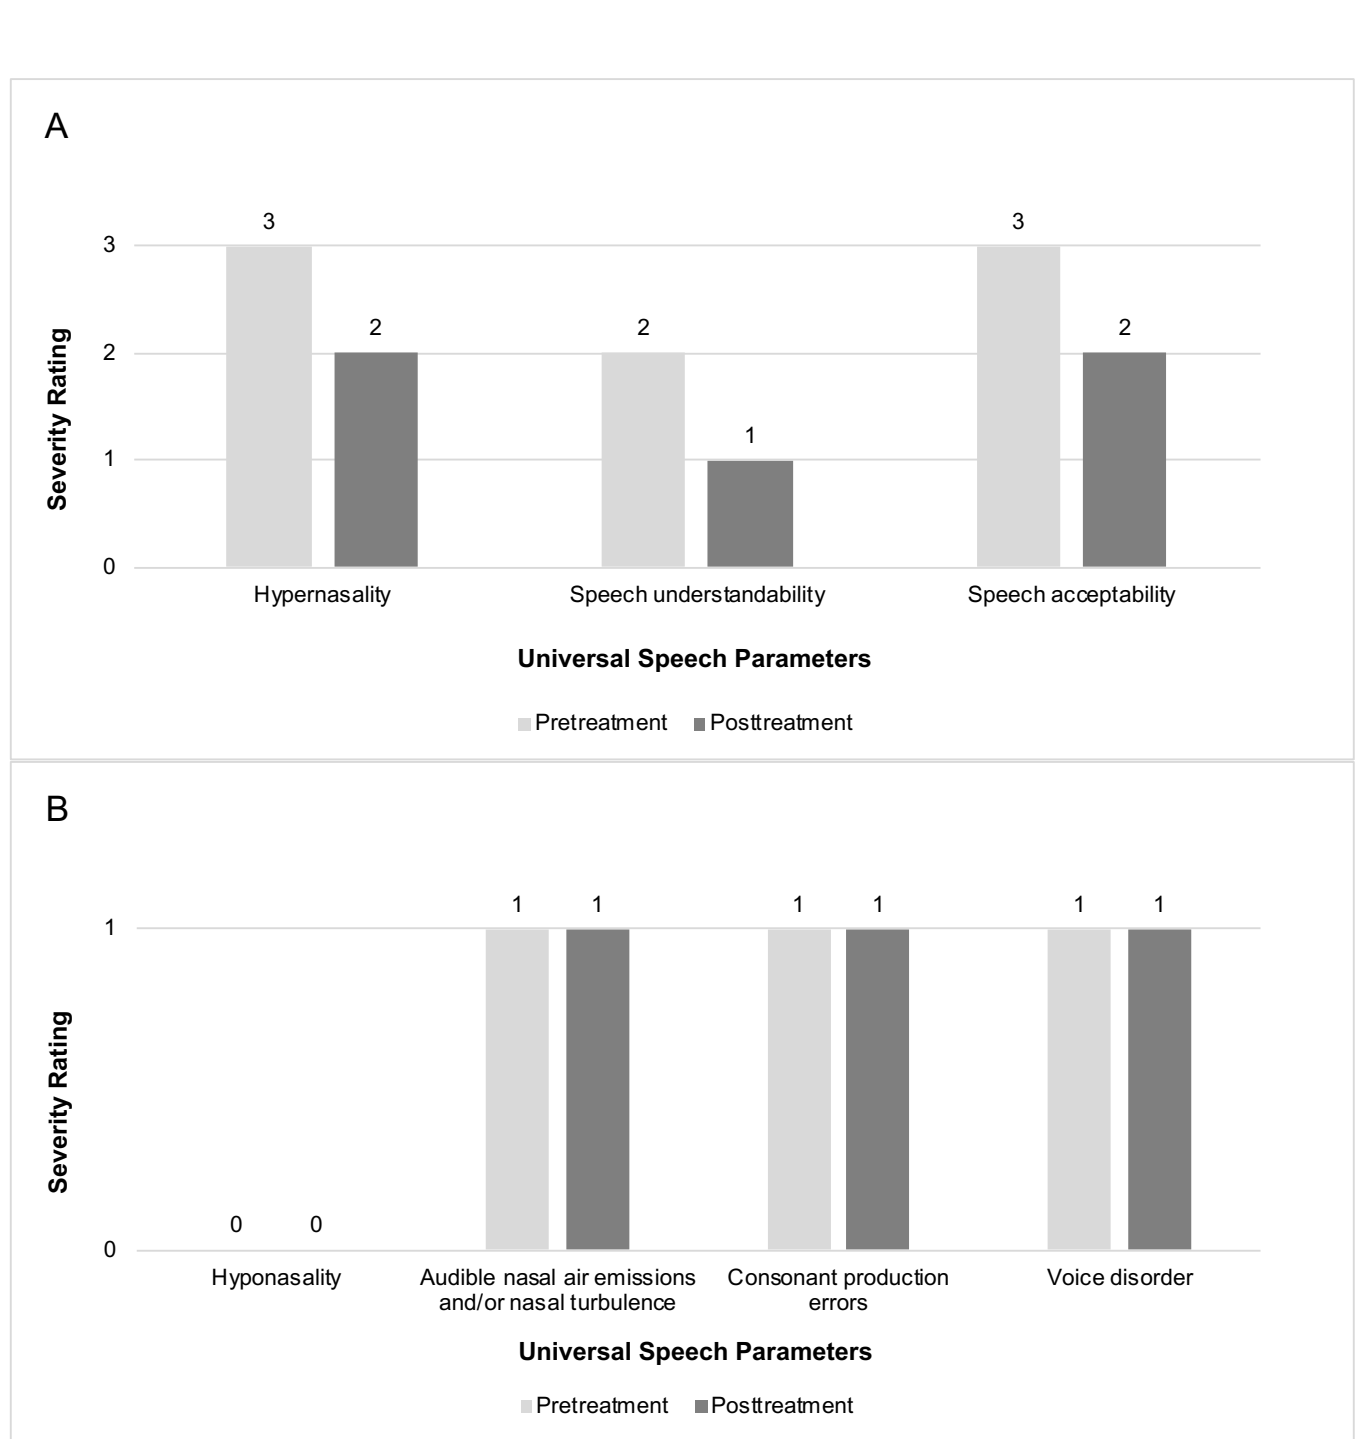 A
3
3
3
2
2
2
2
1
1
0
Severity Rating
Hypernasality
Speech understandability
Speech acceptability
Universal Speech Parameters
Pretreatment
Posttreatment
B
1
1
1
1
1
1
1
0
0
0
Severity Rating
Hyponasality
Audible nasal air emissions
and/or nasal turbulence
Consonant production
errors
Voice disorder
Universal Speech Parameters
Pretreatment
Posttreatment